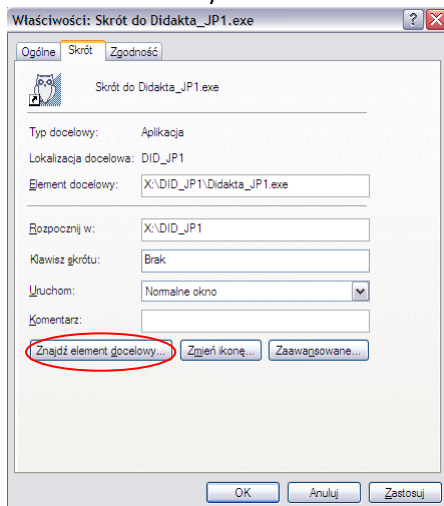 Właściwości: Skrót do Didakta_JP1.exe
Ogólne Skrót Zgodność
Skrót do Didakta_JP1.exe
Typ docelowy: Aplikacja
Lokalizacja docelowa: DID_JP1
Element docelowy: X:\DID_JP1\Didakta_JP1.exe
Rozpocznij w: X:\DID_JP1
Klawisz skrótu: Brak
Uruchom: Normalne okno
Komentarz:
Znajdź element docelowy... Zmień ikonę... Zaawansowane...
OK Anuluj Zastosuj